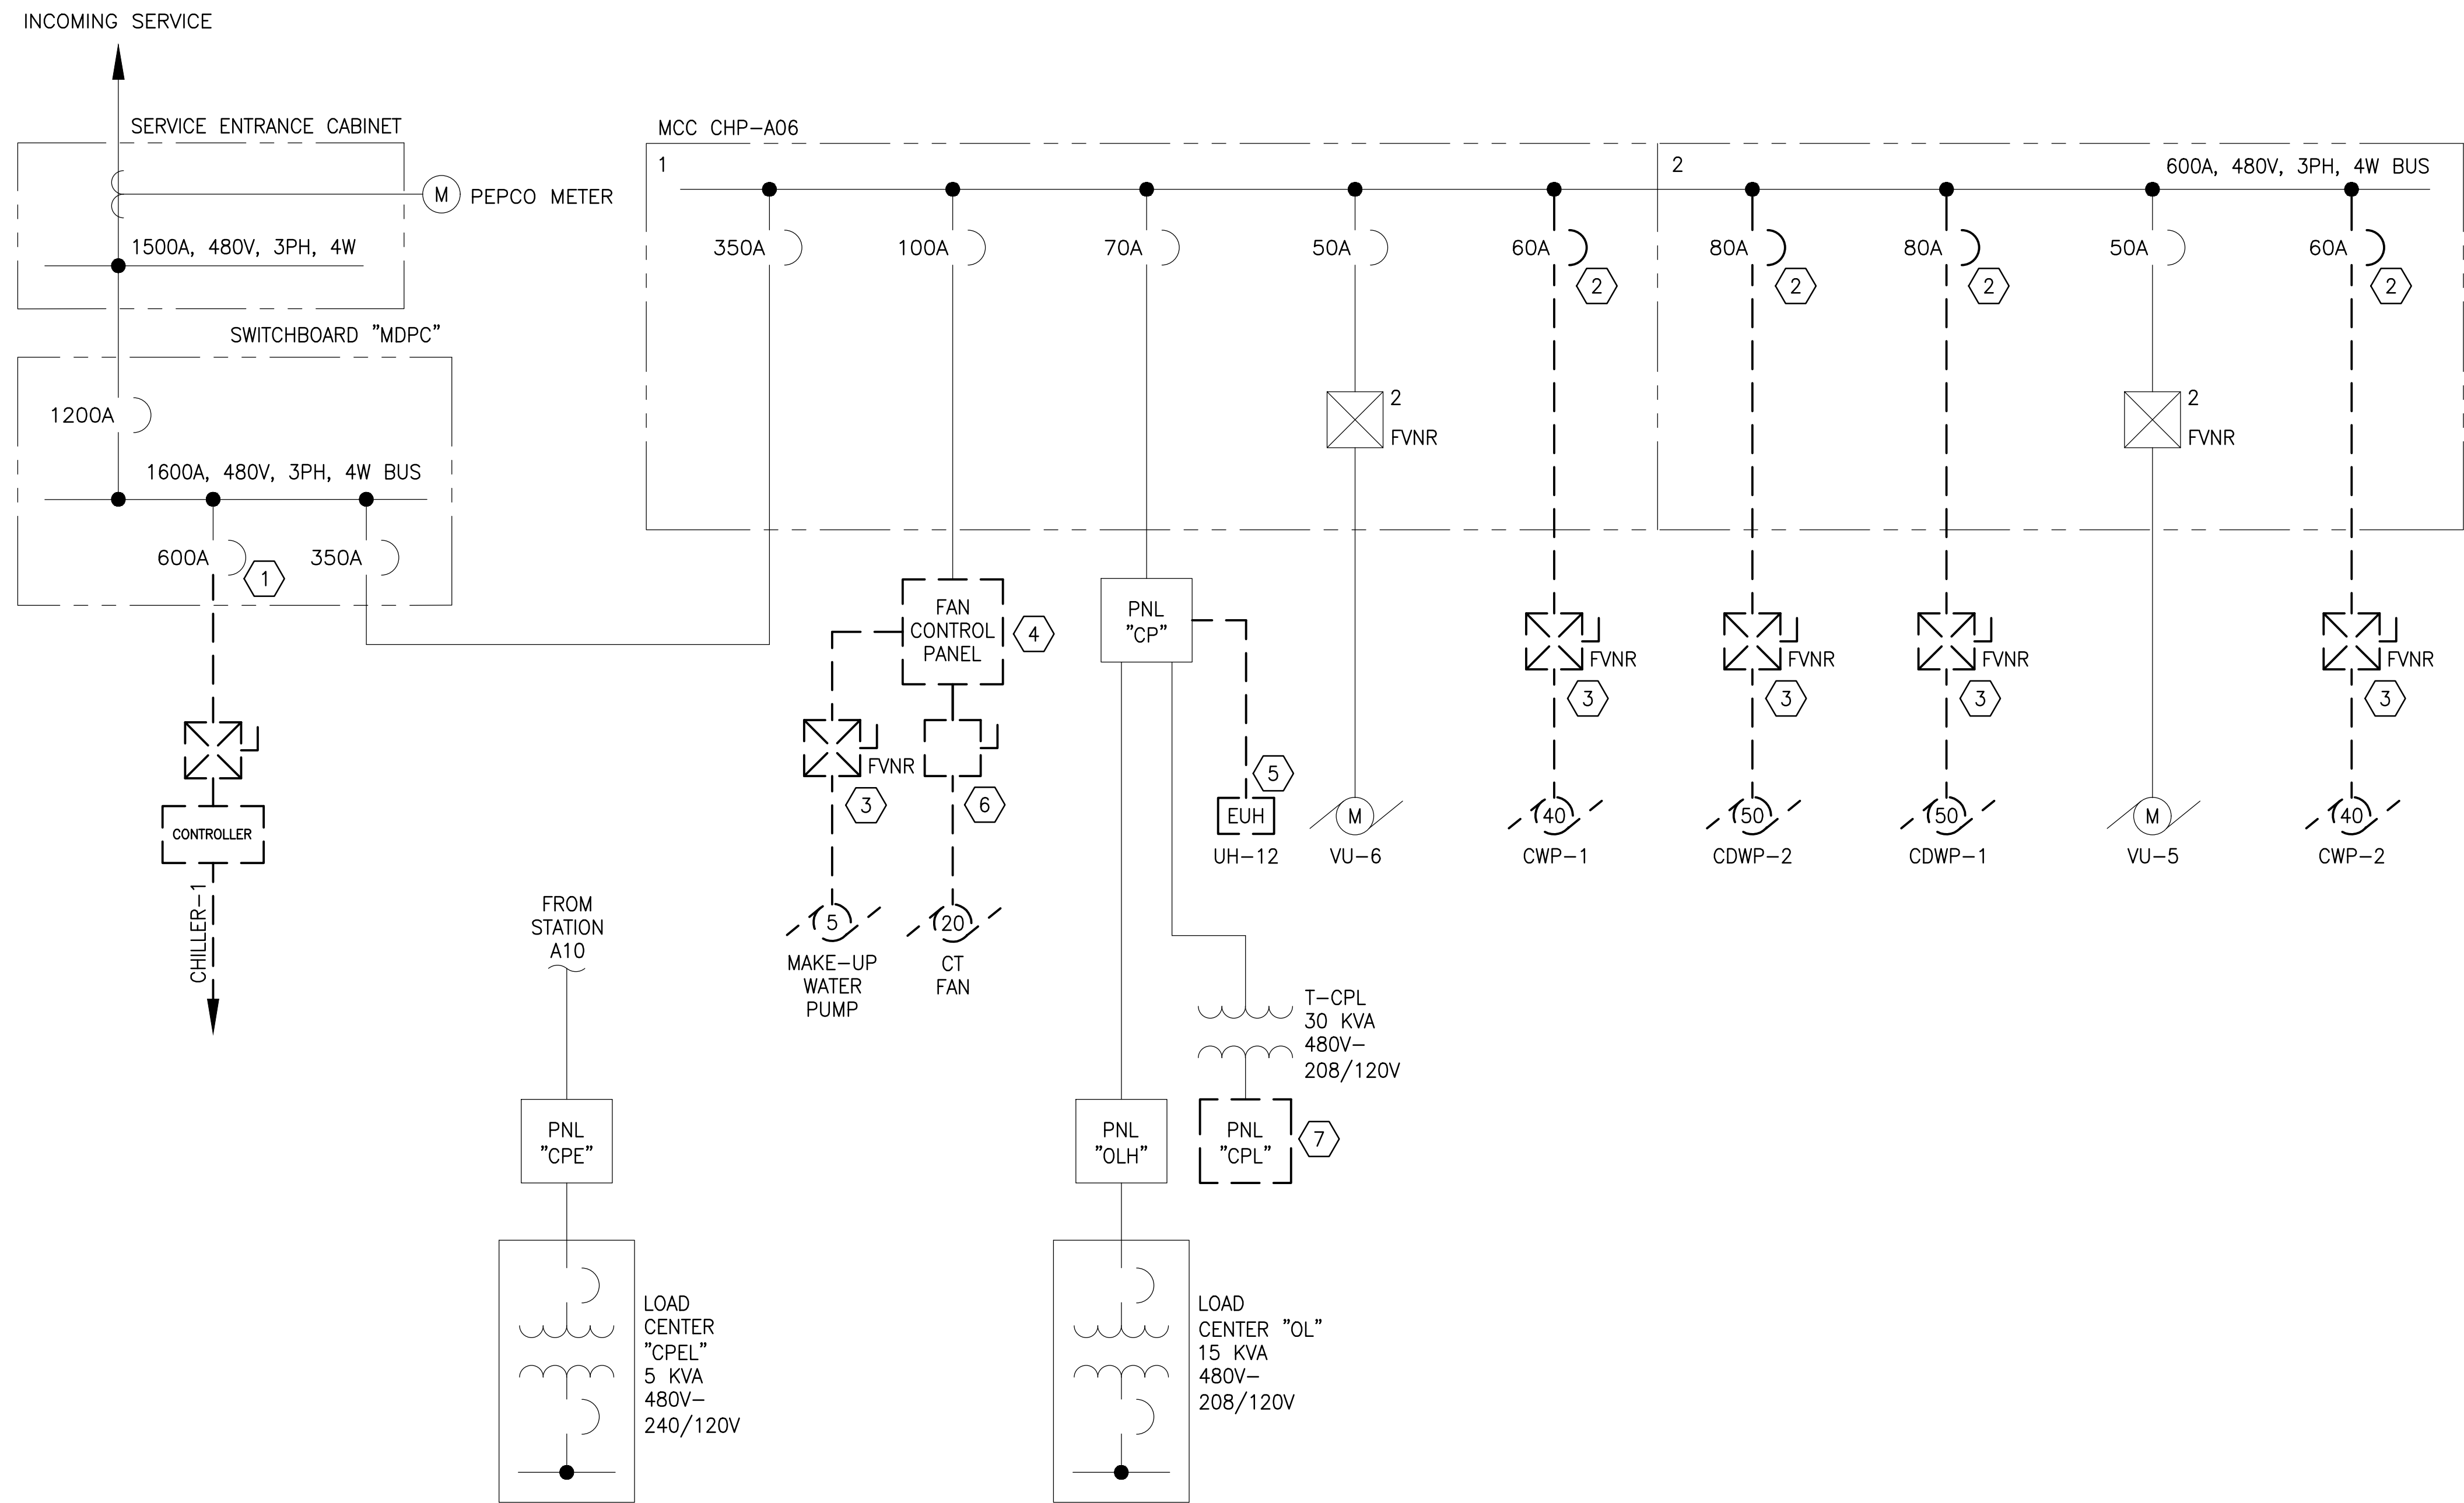 INCOMING SERVICE
SERVICE ENTRANCE CABINET
M
PEPCO METER
1500A, 480V, 3PH, 4W
SWITCHBOARD "MDPC"
1200A
1600A, 480V, 3PH, 4W BUS
600A
1
350A
CONTROLLER
CHILLER-1
MCC CHP-A06
1
2
600A, 480V, 3PH, 4W BUS
350A
100A
70A
50A
60A
2
80A
2
80A
2
50A
60A
2
2
FVNR
2
FVNR
FAN
CONTROL
PANEL
4
PNL
"CP"
FVNR
3
FVNR
3
FVNR
3
FVNR
3
FVNR
3
6
5
EUH
UH-12
M
VU-6
40
CWP-1
50
CDWP-2
50
CDWP-1
M
VU-5
40
CWP-2
5
MAKE-UP
WATER
PUMP
20
CT
FAN
FROM
STATION
A10
T-CPL
30 KVA
480V-
208/120V
PNL
"CPE"
PNL
"OLH"
PNL
"CPL"
7
LOAD
CENTER
"CPEL"
5 KVA
480V-
240/120V
LOAD
CENTER "OL"
15 KVA
480V-
208/120V